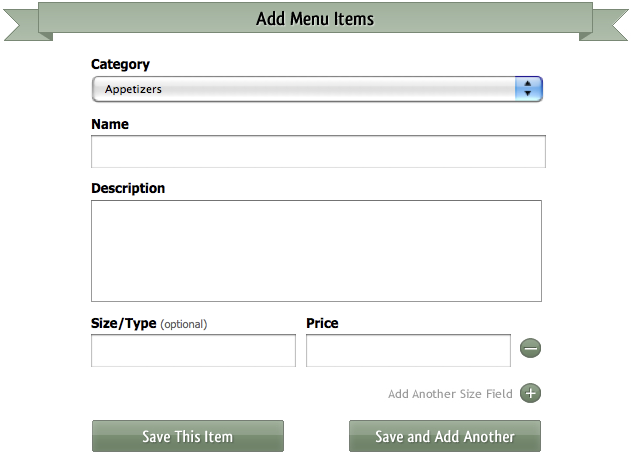 Add Menu Items
Category
Appetizers
Name
Description
Size/Type (optional) Price
Add Another Size Field
Save This Item Save and Add Another